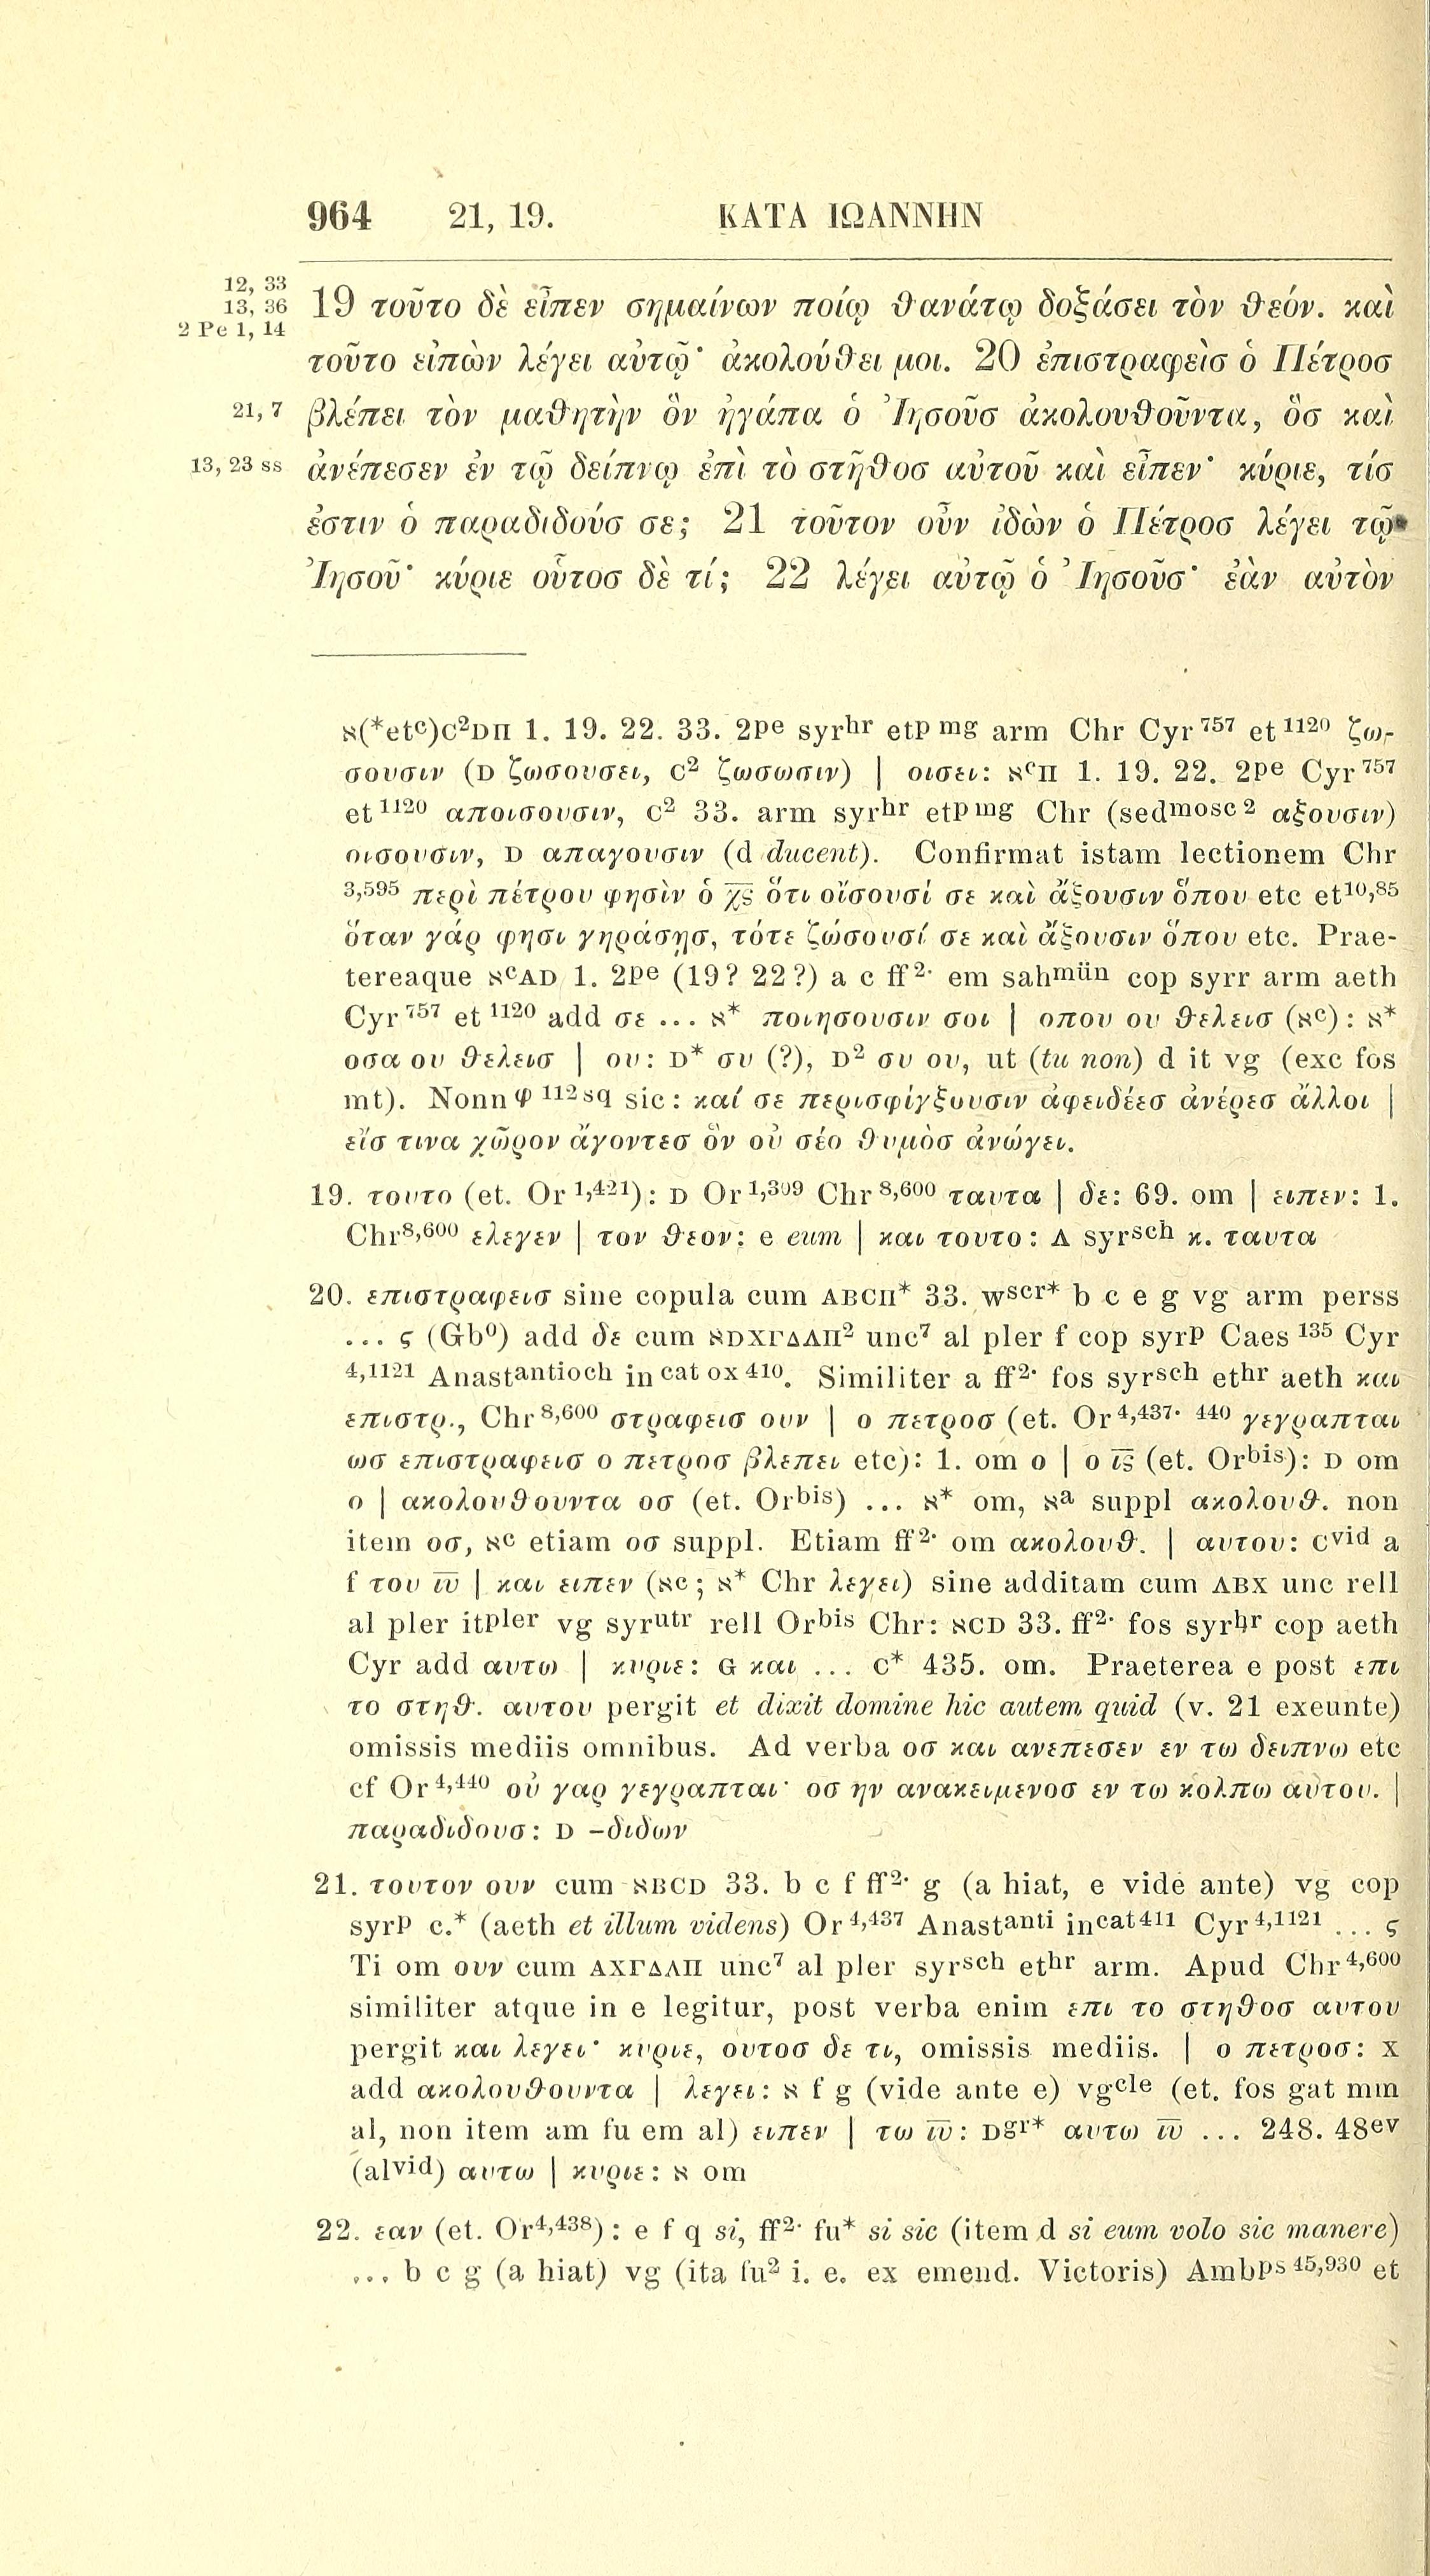 964 21, 19. ΚΑΤΑ ΙΩΑΝΝΗΝ
12, 33
13, 36
2 Pe 1, 14
19 τοῦτο δὲ εἶπεν σημαίνων ποίῳ θανάτῳ δοξάσει τὸν θεόν. καὶ
τοῦτο εἰπὼν λέγει αὐτῷ· ἀκολούθει μοι. 20 ἐπιστραφεὶσ ὁ Πέτροσ
21, 7
βλέπει τὸν μαθητὴν ὃν ἠγάπα ὁ Ἰησοῦσ ἀκολουθοῦντα, ὃσ καὶ
13, 23 ss
ἀνέπεσεν ἐν τῷ δείπνῳ ἐπὶ τὸ στῆθοσ αὐτοῦ καὶ εἶπεν· κύριε, τίσ
ἐστιν ὁ παραδιδούσ σε; 21 τοῦτον οὖν ἰδὼν ὁ Πέτροσ λέγει τῷ
Ἰησοῦ· κύριε οὗτοσ δὲ τί; 22 λέγει αὐτῷ ὁ Ἰησοῦσ· ἐὰν αὐτὸν
א(*etᶜ)C²DΠ 1. 19. 22. 33. 2pe syrhr etp mg arm Chr Cyr757 et1120 ζω-
σουσιν (D ζωσουσει, C² ζωσωσιν) | οισει: אᶜΠ 1. 19. 22. 2pe Cyr757
et1120 αποισουσιν, C² 33. arm syrhr etp mg Chr (sedmosc 2 αξουσιν)
οισουσιν, D απαγουσιν (d ducent). Confirmat istam lectionem Chr
3,595 περὶ πέτρου φησὶν ὁ χ̅ς̅ ὅτι οἴσουσί σε καὶ ἄξουσιν ὅπου etc et10,85
ὅταν γάρ φησι γηράσῃσ, τότε ζώσουσί σε καὶ ἄξουσιν ὅπου etc. Prae-
tereaque אᶜAD 1. 2pe (19? 22?) a c ff2. em sahmün cop syrr arm aeth
Cyr757 et1120 add σε ... א* ποιησουσιν σοι | οπου ου θελεισ (אᶜ): א*
οσα ου θελεισ | ου: D* συ (?), D² συ ου, ut (tu non) d it vg (exc fos
mt). Nonn φ 112sq sic: καί σε περισφίγξουσιν ἀφειδέεσ ἀνέρεσ ἄλλοι |
εἴσ τινα χῶρον ἄγοντεσ ὃν οὐ σέο θυμὸσ ἀνώγει.
19. τουτο (et. Or1,421): D Or1,309 Chr8,600 ταυτα | δε: 69. om | ειπεν: 1.
Chr8,600 ελεγεν | τον θεον: e eum | και τουτο: Δ syrsch κ. ταυτα
20. επιστραφεισ sine copula cum ABCΠ* 33. wscr* b c e g vg arm perss
... ς (Gb⁰) add δε cum אDXΓΔΛΠ² unc⁷ al pler f cop syrp Caes135 Cyr
4,1121 Anastantioch incat ox 410. Similiter a ff2. fos syrsch ethr aeth και
επιστρ., Chr8,600 στραφεισ ουν | ο πετροσ (et. Or4,437. 440 γεγραπται
ωσ επιστραφεισ ο πετροσ βλεπει etc): 1. om ο | ο ι̅ς̅ (et. Orbis): D om
ο | ακολουθουντα οσ (et. Orbis) ... א* om, אᵃ suppl ακολουθ. non
item οσ, אᶜ etiam οσ suppl. Etiam ff2. om ακολουθ. | αυτου: Cvid a
f του ι̅υ̅ | και ειπεν (אᶜ; א* Chr λεγει) sine additam cum ABX unc rell
al pler itpler vg syrutr rell Orbis Chr: אCD 33. ff2. fos syrhr cop aeth
Cyr add αυτω | κυριε: G και ... C* 435. om. Praeterea e post επι
το στηθ. αυτου pergit et dixit domine hic autem quid (v. 21 exeunte)
omissis mediis omnibus. Ad verba οσ και ανεπεσεν εν τω δειπνω etc
cf Or4,440 οὐ γαρ γεγραπται· οσ ην ανακειμενοσ εν τω κολπω αὐτου. |
παραδιδουσ: D –διδων
21. τουτον ουν cum אBCD 33. b c f ff2. g (a hiat, e vide ante) vg cop
syrp c.* (aeth et illum videns) Or4,437 Anastanti incat411 Cyr4,1121 ... ς
Ti om ουν cum AXΓΔΛΠ unc⁷ al pler syrsch ethr arm. Apud Chr4,600
similiter atque in e legitur, post verba enim επι το στηθοσ αυτου
pergit και λεγει· κυριε, ουτοσ δε τι, omissis mediis. | ο πετροσ: X
add ακολουθουντα | λεγει: א f g (vide ante e) vgcle (et. fos gat mm
al, non item am fu em al) ειπεν | τω ι̅υ̅: Dgr* αυτω ι̅υ̅ ... 248. 48ev
(alvid) αυτω | κυριε: א om
22. εαν (et. Or4,438): e f q si, ff2. fu* si sic (item d si eum volo sic manere)
... b c g (a hiat) vg (ita fu² i. e. ex emend. Victoris) Ambps 45,930 et